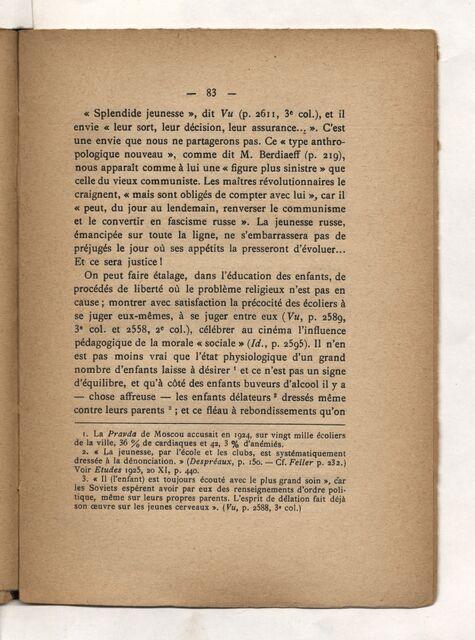 — 83 —
« Splendide jeunesse », dit Vu (p. 2611, 3e col.), et il
envie « leur sort, leur décision, leur assurance... ». C'est
une envie que nous ne partagerons pas. Ce « type anthro-
pologique nouveau », comme dit M. Berdiaeff (p. 219),
nous apparaît comme à lui une « figure plus sinistre » que
celle du vieux communiste. Les maîtres révolutionnaires le
craignent, « mais sont obligés de compter avec lui », car il
« peut, du jour au lendemain, renverser le communisme
et le convertir en fascisme russe ». La jeunesse russe,
émancipée sur toute la ligne, ne s'embarrassera pas de
préjugés le jour où ses appétits la presseront d'évoluer...
Et ce sera justice !
On peut faire étalage, dans l'éducation des enfants, de
procédés de liberté où le problème religieux n'est pas en
cause ; montrer avec satisfaction la précocité des écoliers à
se juger eux-mêmes, à se juger entre eux (Vu, p. 2589,
3e col. et 2558, 2e col.), célébrer au cinéma l'influence
pédagogique de la morale « sociale » (Id., p. 2595). Il n'en
est pas moins vrai que l'état physiologique d'un grand
nombre d'enfants laisse à désirer 1 et ce n'est pas un signe
d'équilibre, et qu'à côté des enfants buveurs d'alcool il y a
— chose affreuse — les enfants délateurs 2 dressés même
contre leurs parents 3 ; et ce fléau à rebondissements qu'on
1. La Pravda de Moscou accusait en 1924, sur vingt mille écoliers
de la ville, 36 % de cardiaques et 42, 3 % d'anémiés.
2. « La jeunesse, par l'école et les clubs, est systématiquement
dressée à la dénonciation. » (Despréaux, p. 150. — Cf. Feller p. 232.)
Voir Etudes 1925, 20 XI, p. 440.
3. « Il (l'enfant) est toujours écouté avec le plus grand soin », car
les Soviets espèrent avoir par eux des renseignements d'ordre poli-
tique, même sur leurs propres parents. L'esprit de délation fait déjà
son œuvre sur les jeunes cerveaux ». (Vu, p. 2588, 3e col.)